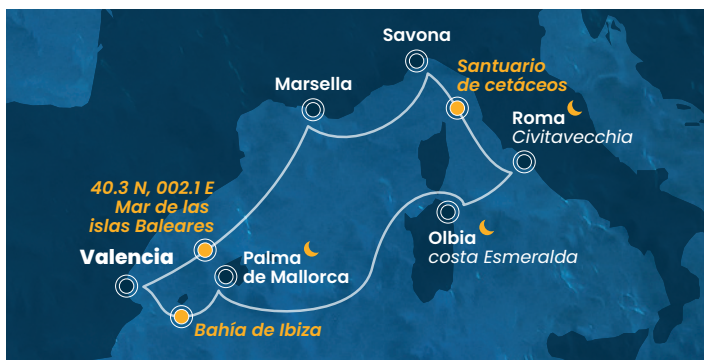 Savona
Santuario
de cetáceos
Marsella
Roma
Civitavecchia
40.3 N, 002.1 E
Mar de las
islas Baleares
Valencia
Palma
de Mallorca
Olbia
costa Esmeralda
Bahía de Ibiza